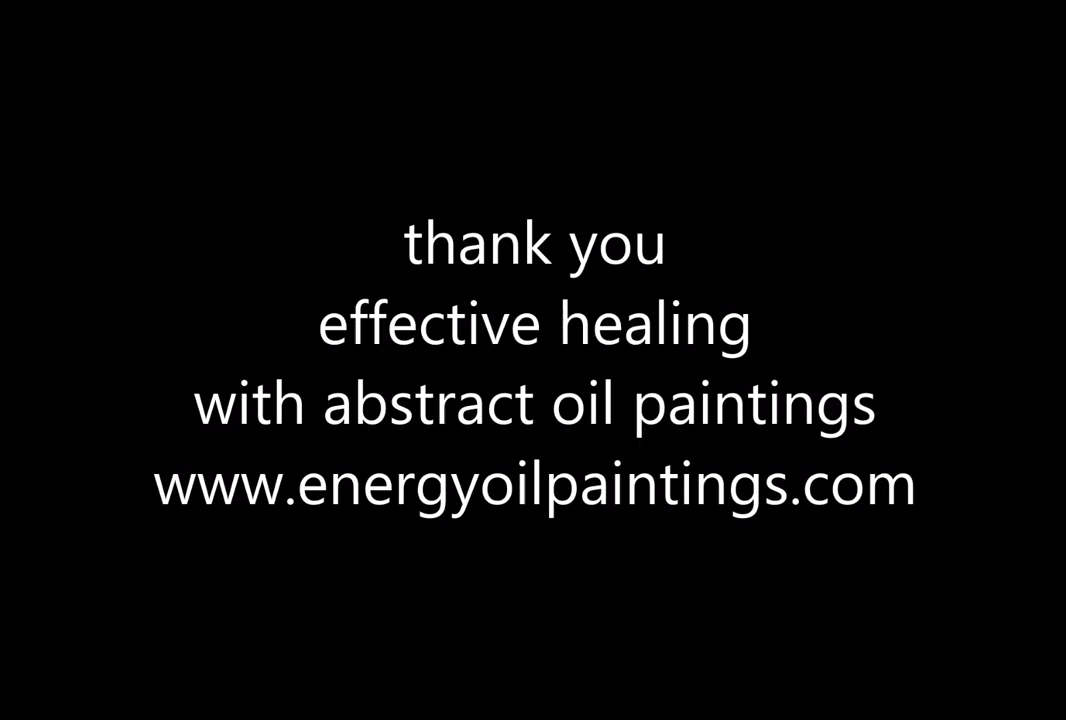 thank you
effective healing
with abstract oil paintings
www.energyoilpaintings.com